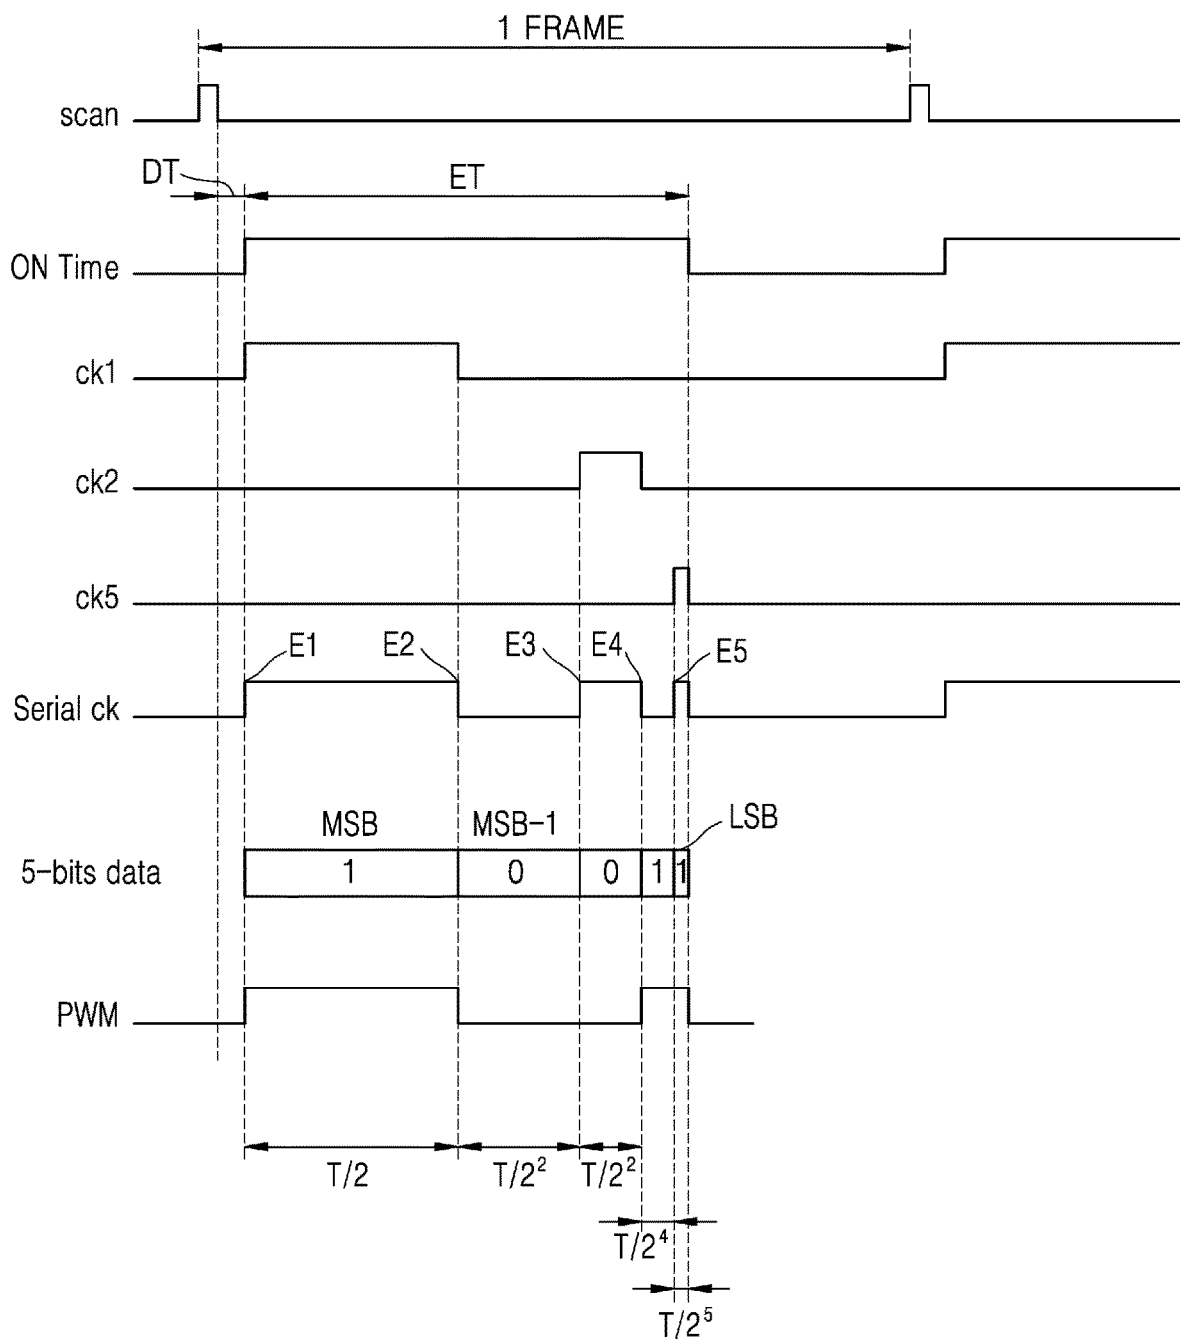 1 FRAME
scan
DT
ET
ON Time
ck1
ck2
ck5
E1
E2
E3
E4
E5
Serial ck
MSB
MSB-1
LSB
5-bits data
1
0
0
1
1
PWM
T/2
T/2²
T/2²
T/2⁴
T/2⁵